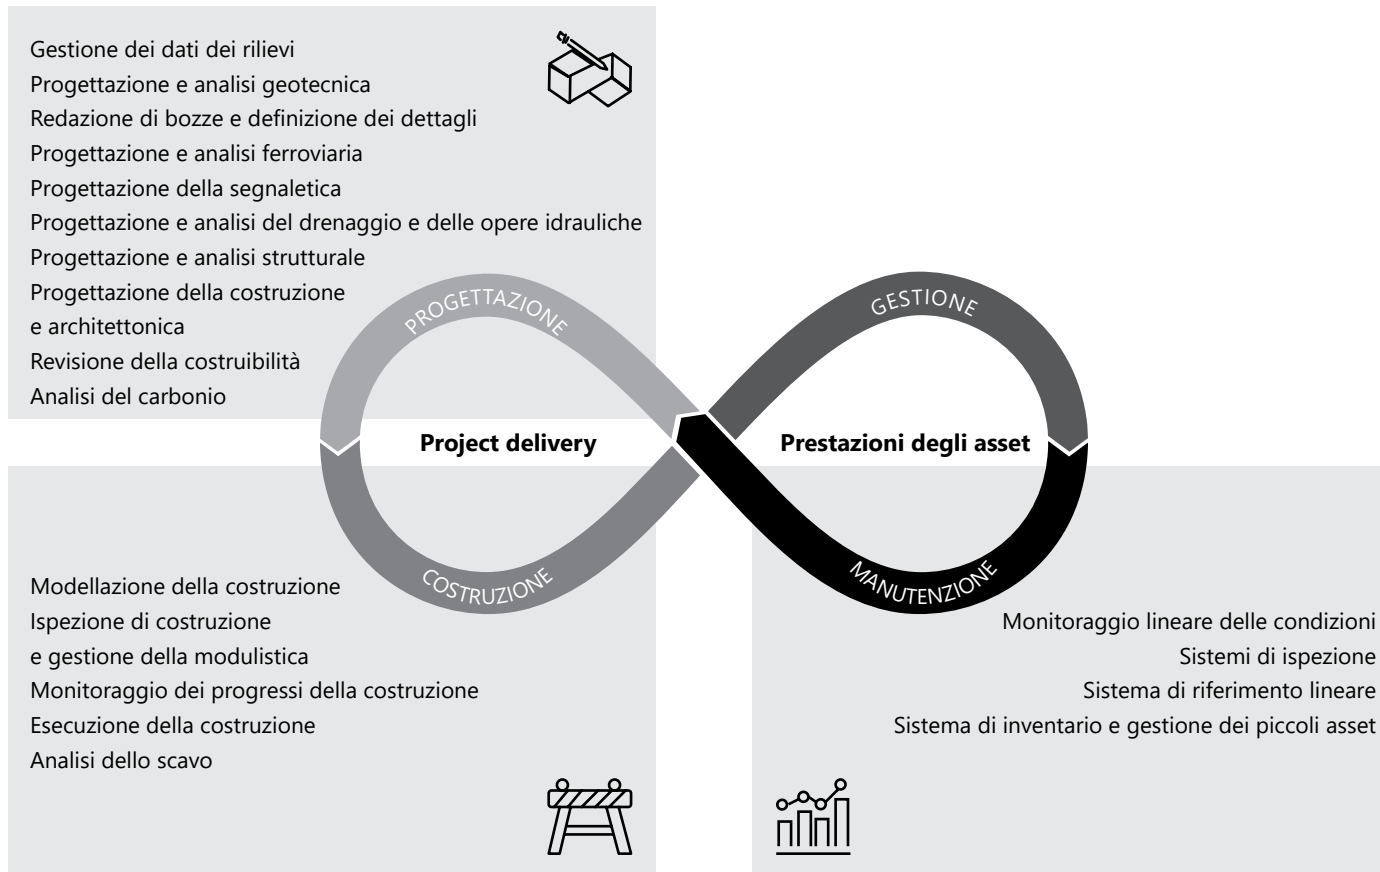 Gestione dei dati dei rilievi
Progettazione e analisi geotecnica
Redazione di bozze e definizione dei dettagli
Progettazione e analisi ferroviaria
Progettazione della segnaletica
Progettazione e analisi del drenaggio e delle opere idrauliche
Progettazione e analisi strutturale
Progettazione della costruzione
e architettonica
Revisione della costruibilità
Analisi del carbonio
PROGETTAZIONE
GESTIONE
Project delivery
Prestazioni degli asset
COSTRUZIONE
MANUTENZIONE
Modellazione della costruzione
Ispezione di costruzione
e gestione della modulistica
Monitoraggio dei progressi della costruzione
Esecuzione della costruzione
Analisi dello scavo
Monitoraggio lineare delle condizioni
Sistemi di ispezione
Sistema di riferimento lineare
Sistema di inventario e gestione dei piccoli asset